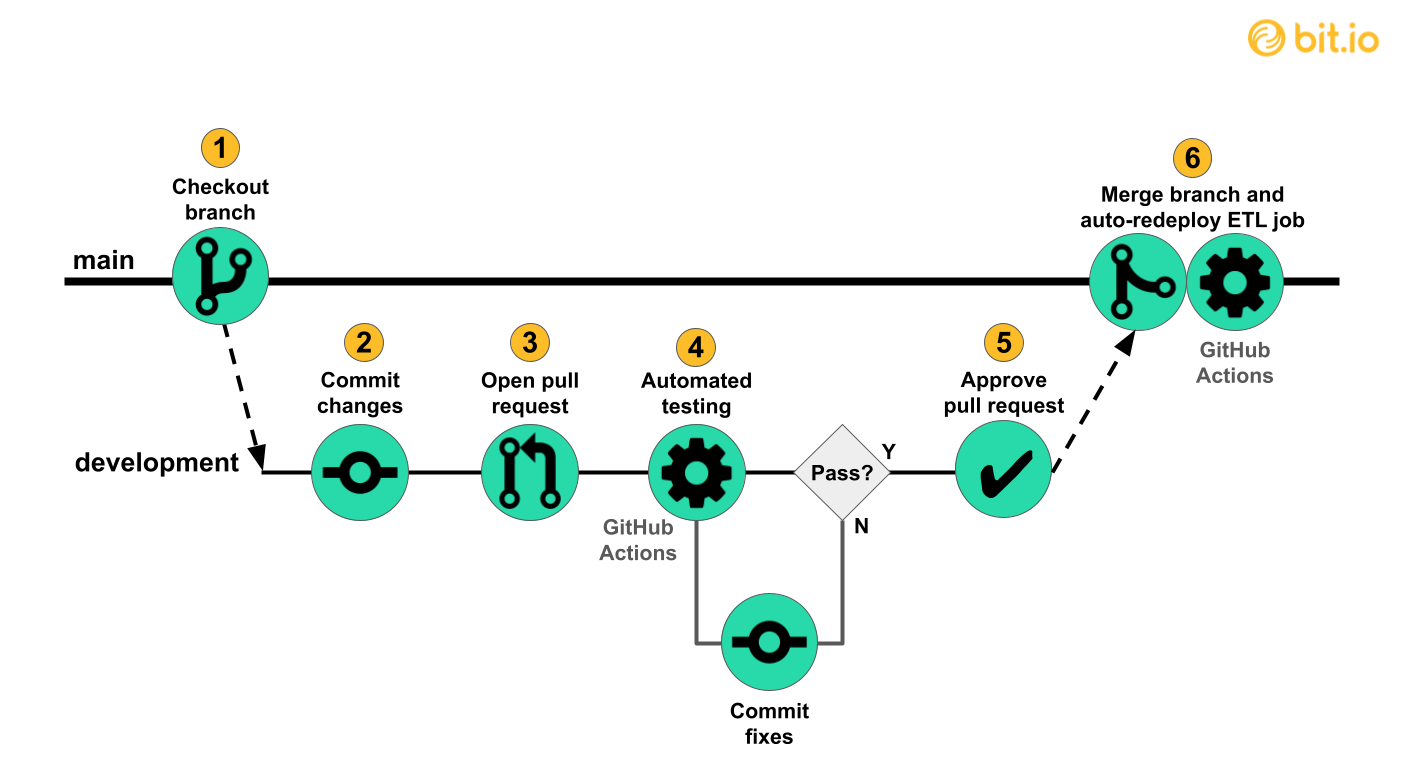 bit.io
1
Checkout
branch
6
Merge branch and
auto-redeploy ETL job
main
GitHub
Actions
2
Commit
changes
3
Open pull
request
4
Automated
testing
5
Approve
pull request
development
Pass?
Y
N
GitHub
Actions
Commit
fixes